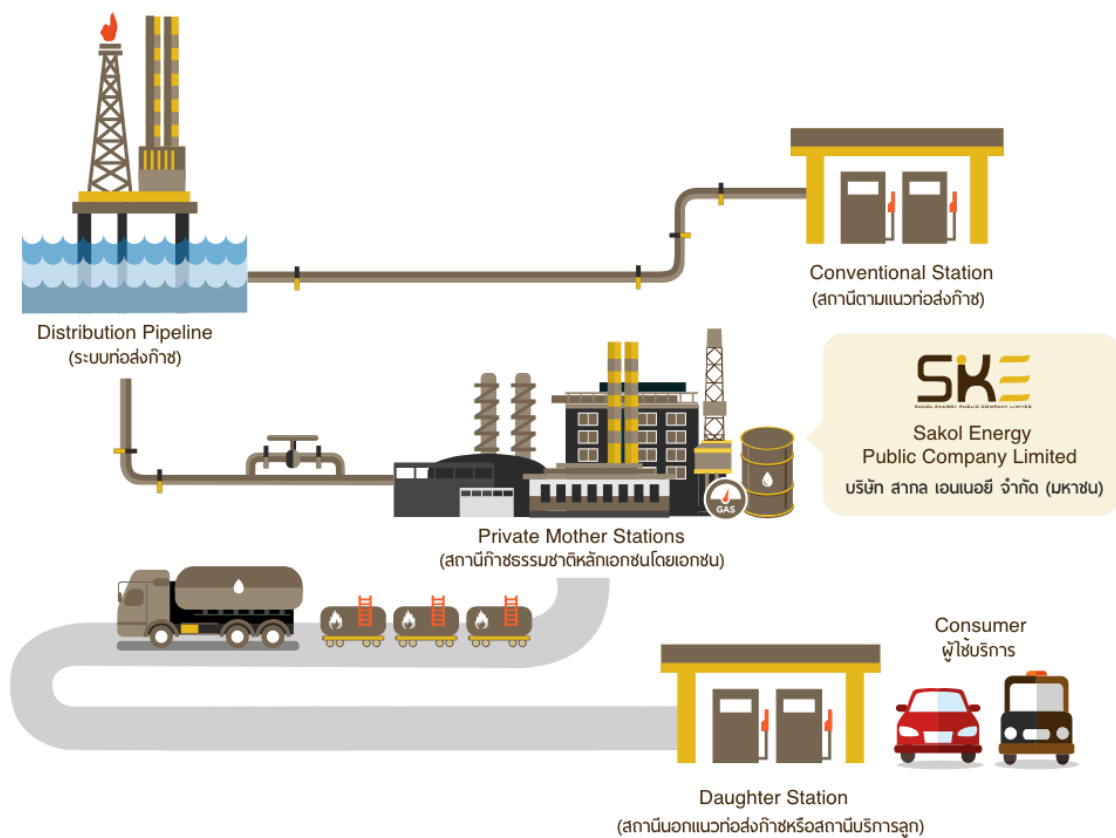 Conventional Station
(สถานีตามแนวท่อส่งก๊าซ)
Distribution Pipeline
(ระบบท่อส่งก๊าซ)
SKE
SAKOL ENERGY PUBLIC COMPANY LIMITED
Sakol Energy
Public Company Limited
บริษัท สากล เอนเนอยี จำกัด (มหาชน)
GAS
Private Mother Stations
(สถานีก๊าซธรรมชาติหลักเอกชนโดยเอกชน)
Consumer
ผู้ใช้บริการ
Daughter Station
(สถานีนอกแนวท่อส่งก๊าซหรือสถานีบริการลูก)